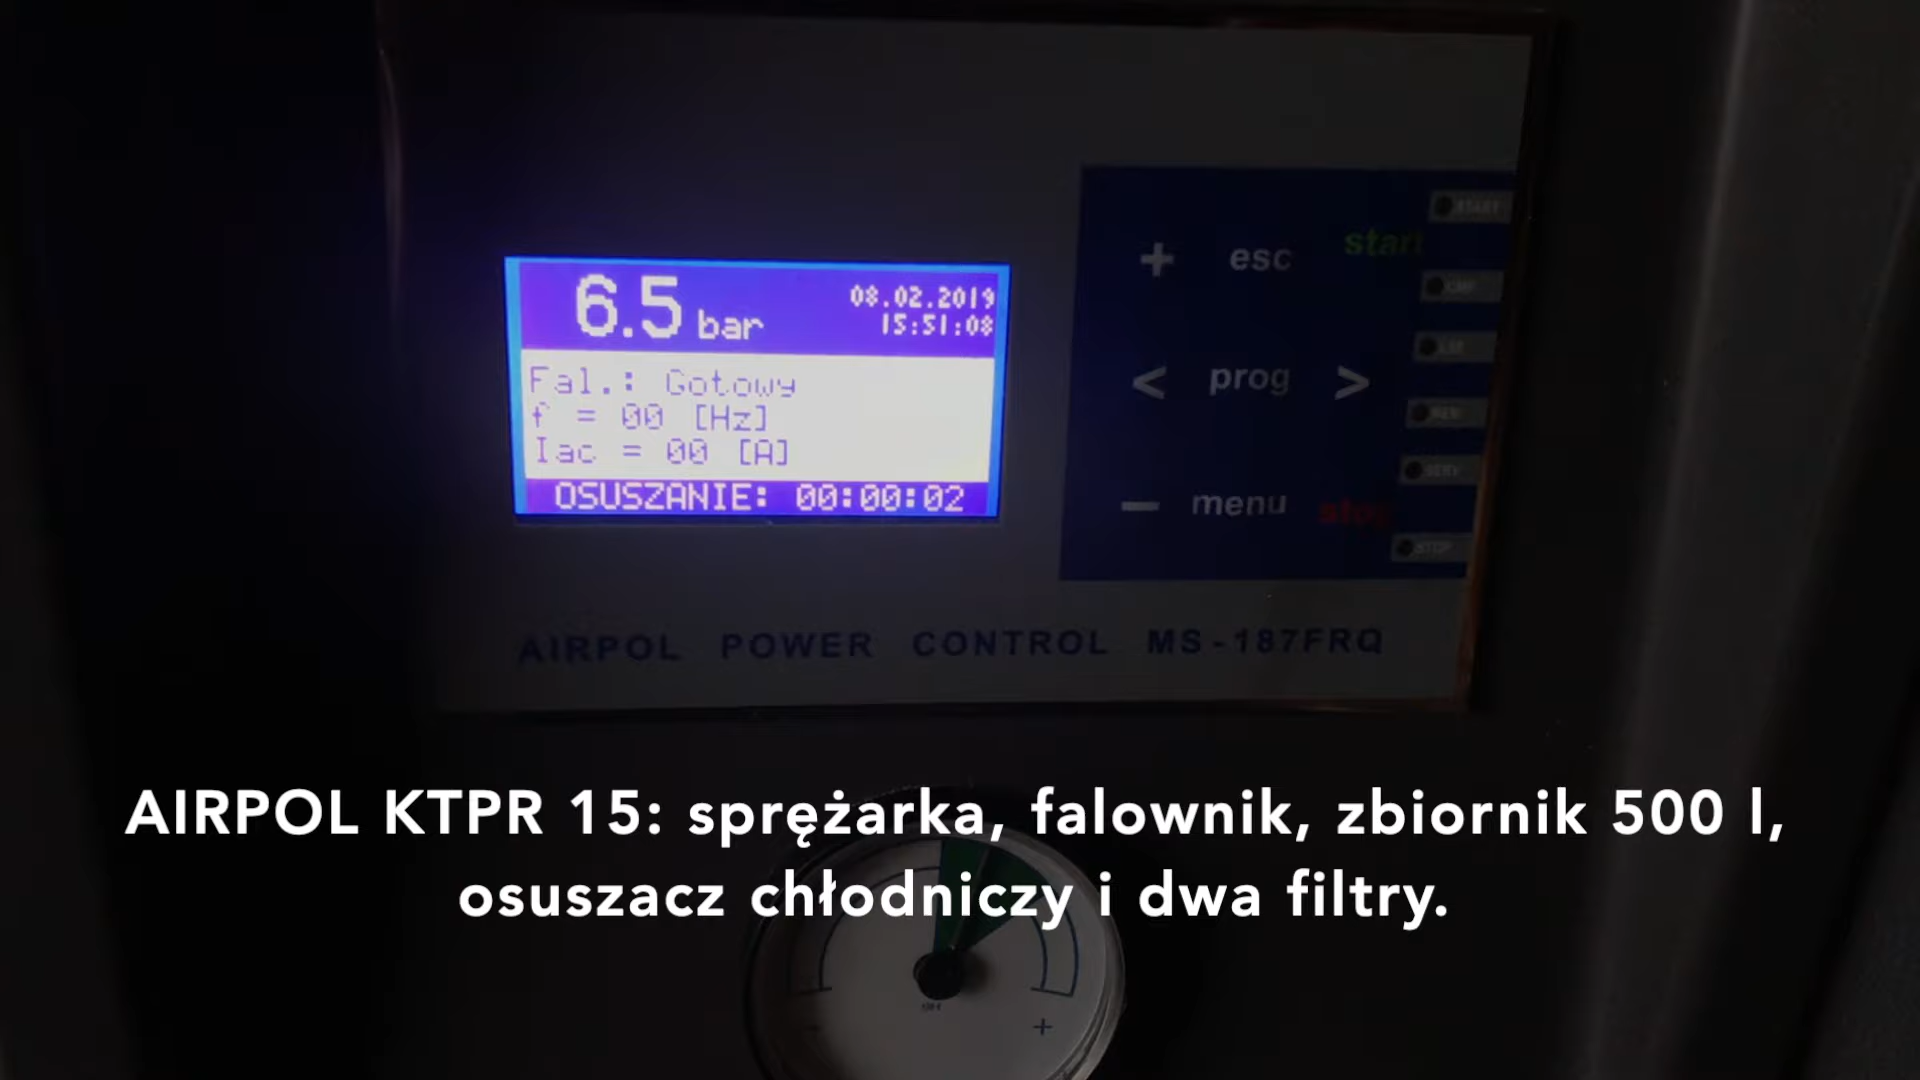 6.5 bar
08.02.2019
15:51:08
Fal.: Gotowy
f = 00 [Hz]
Iac = 00 [A]
OSUSZANIE: 00:00:02
+ esc start
< prog >
- menu stop
START
STOP
AIRPOL POWER CONTROL MS-187FRQ
AIRPOL KTPR 15: sprężarka, falownik, zbiornik 500 l,
osuszacz chłodniczy i dwa filtry.
- +